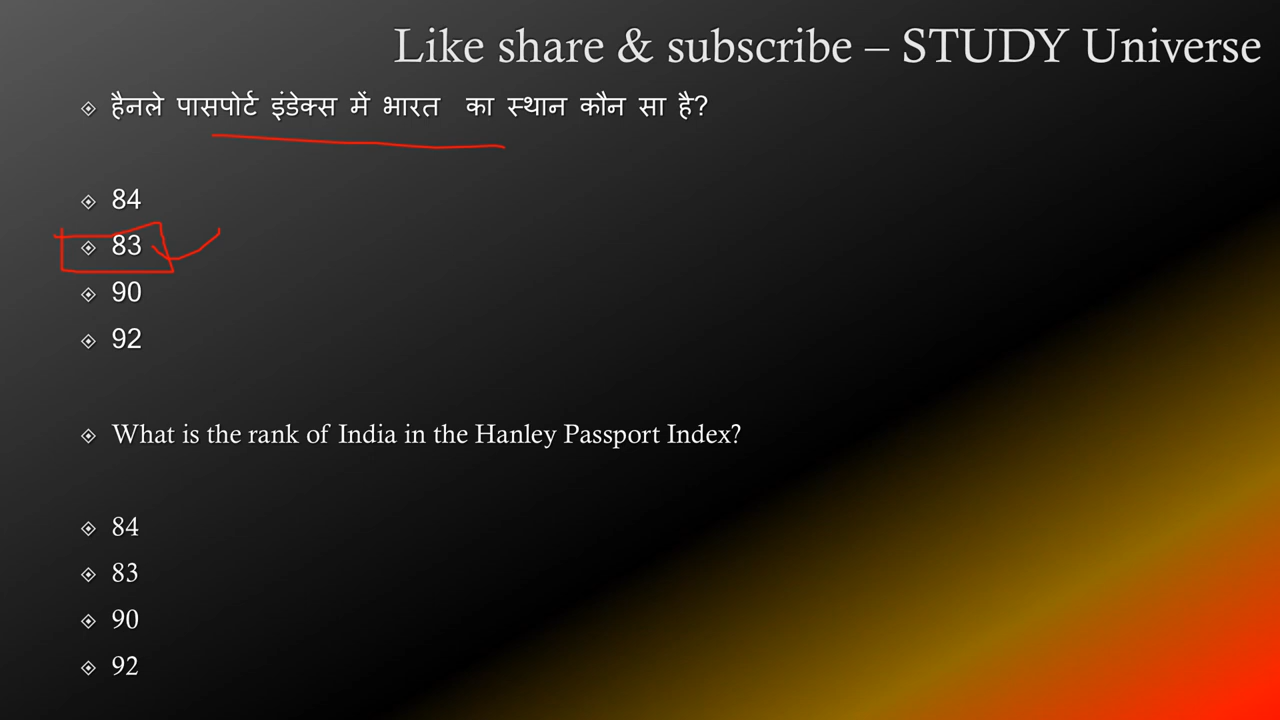 Like share & subscribe – STUDY Universe
हैनले पासपोर्ट इंडेक्स में भारत का स्थान कौन सा है?
84
83
90
92
What is the rank of India in the Hanley Passport Index?
84
83
90
92